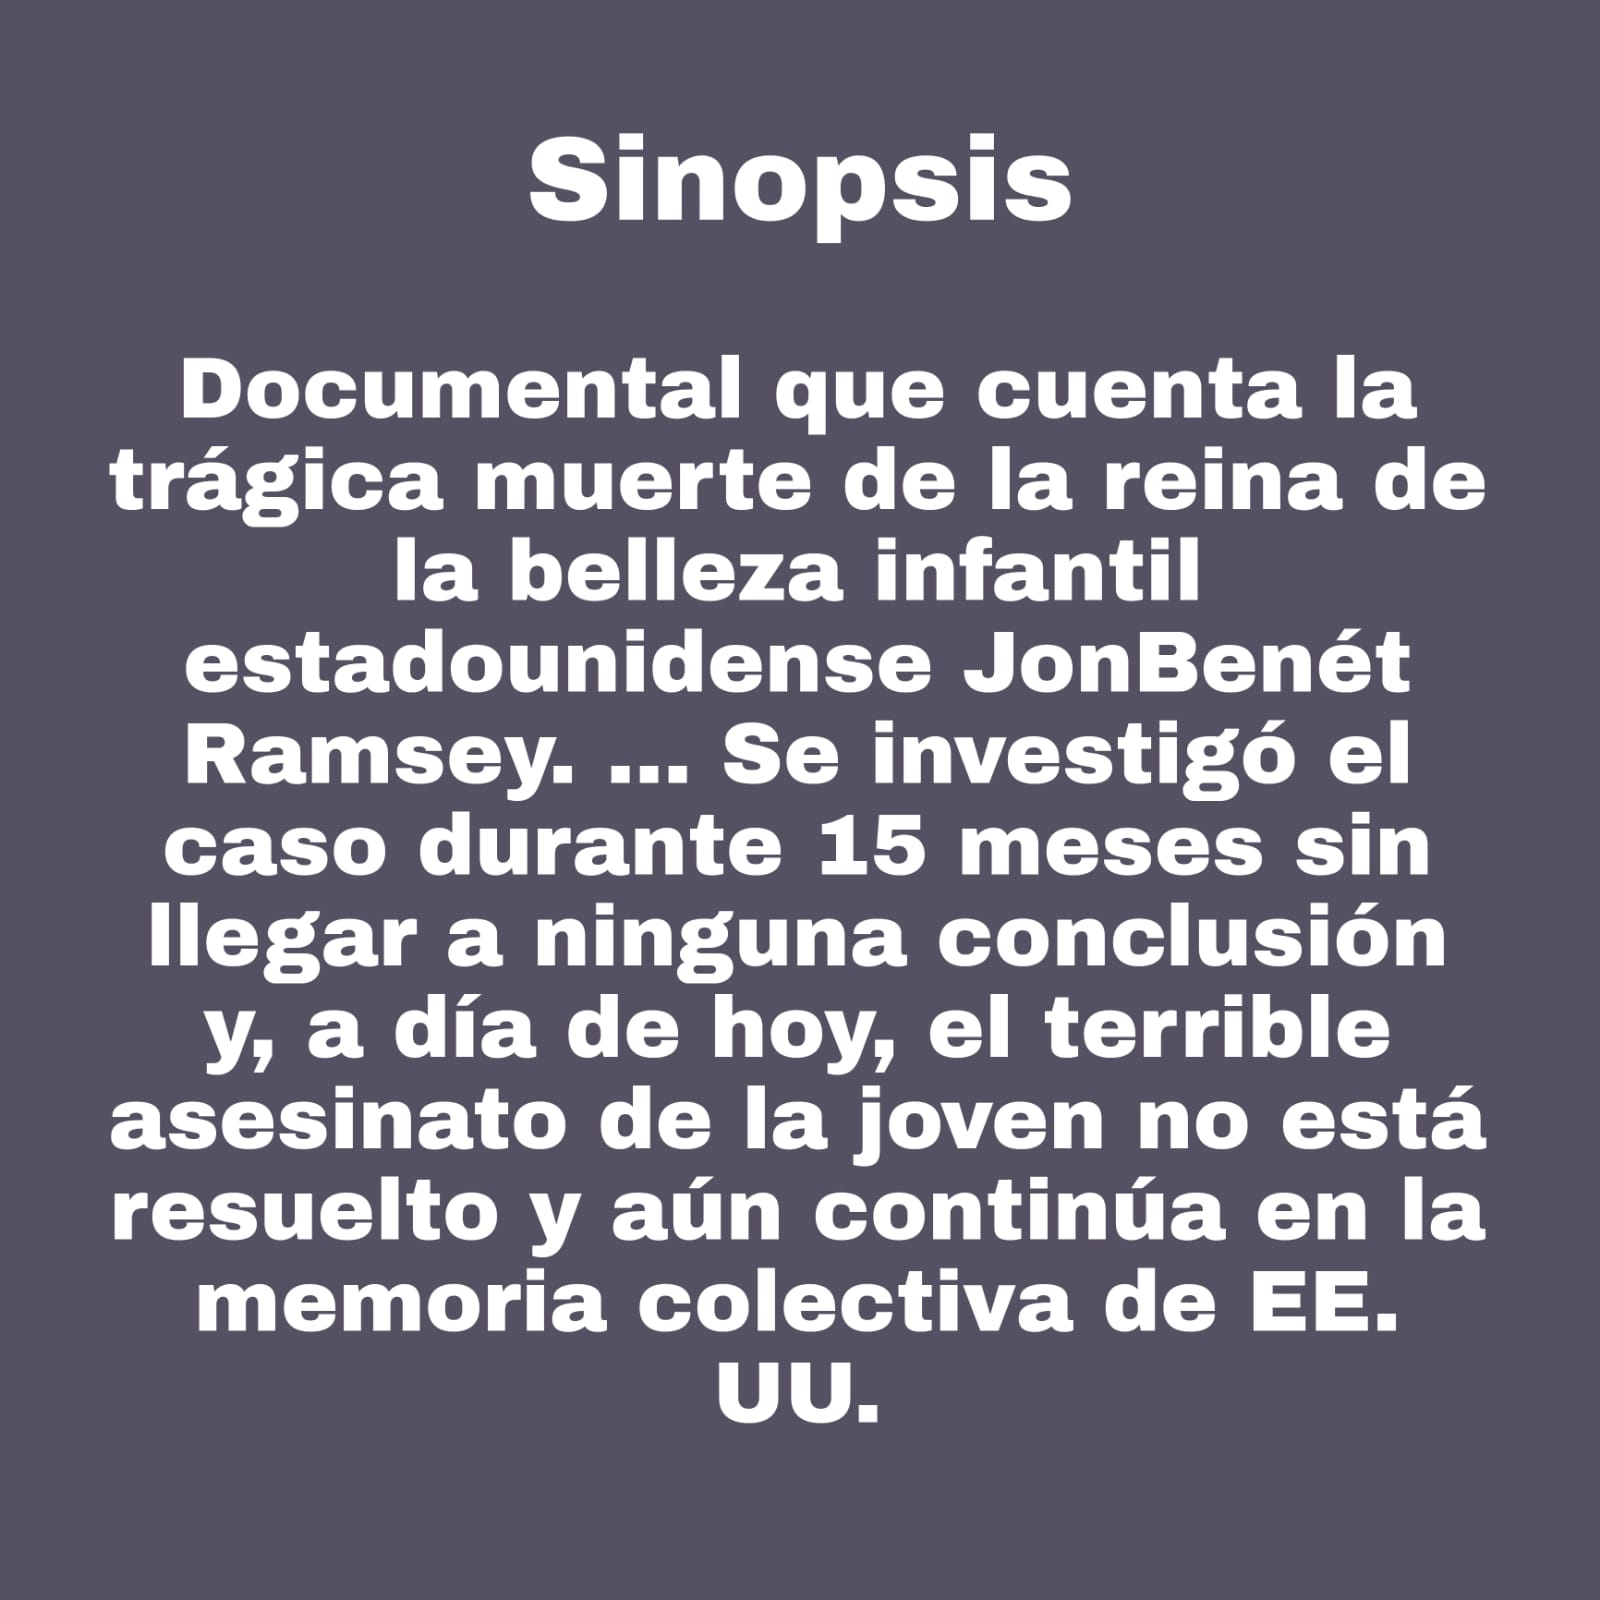 Sinopsis
Documental que cuenta la
trágica muerte de la reina de
la belleza infantil
estadounidense JonBenét
Ramsey. ... Se investigó el
caso durante 15 meses sin
llegar a ninguna conclusión
y, a día de hoy, el terrible
asesinato de la joven no está
resuelto y aún continúa en la
memoria colectiva de EE.
UU.